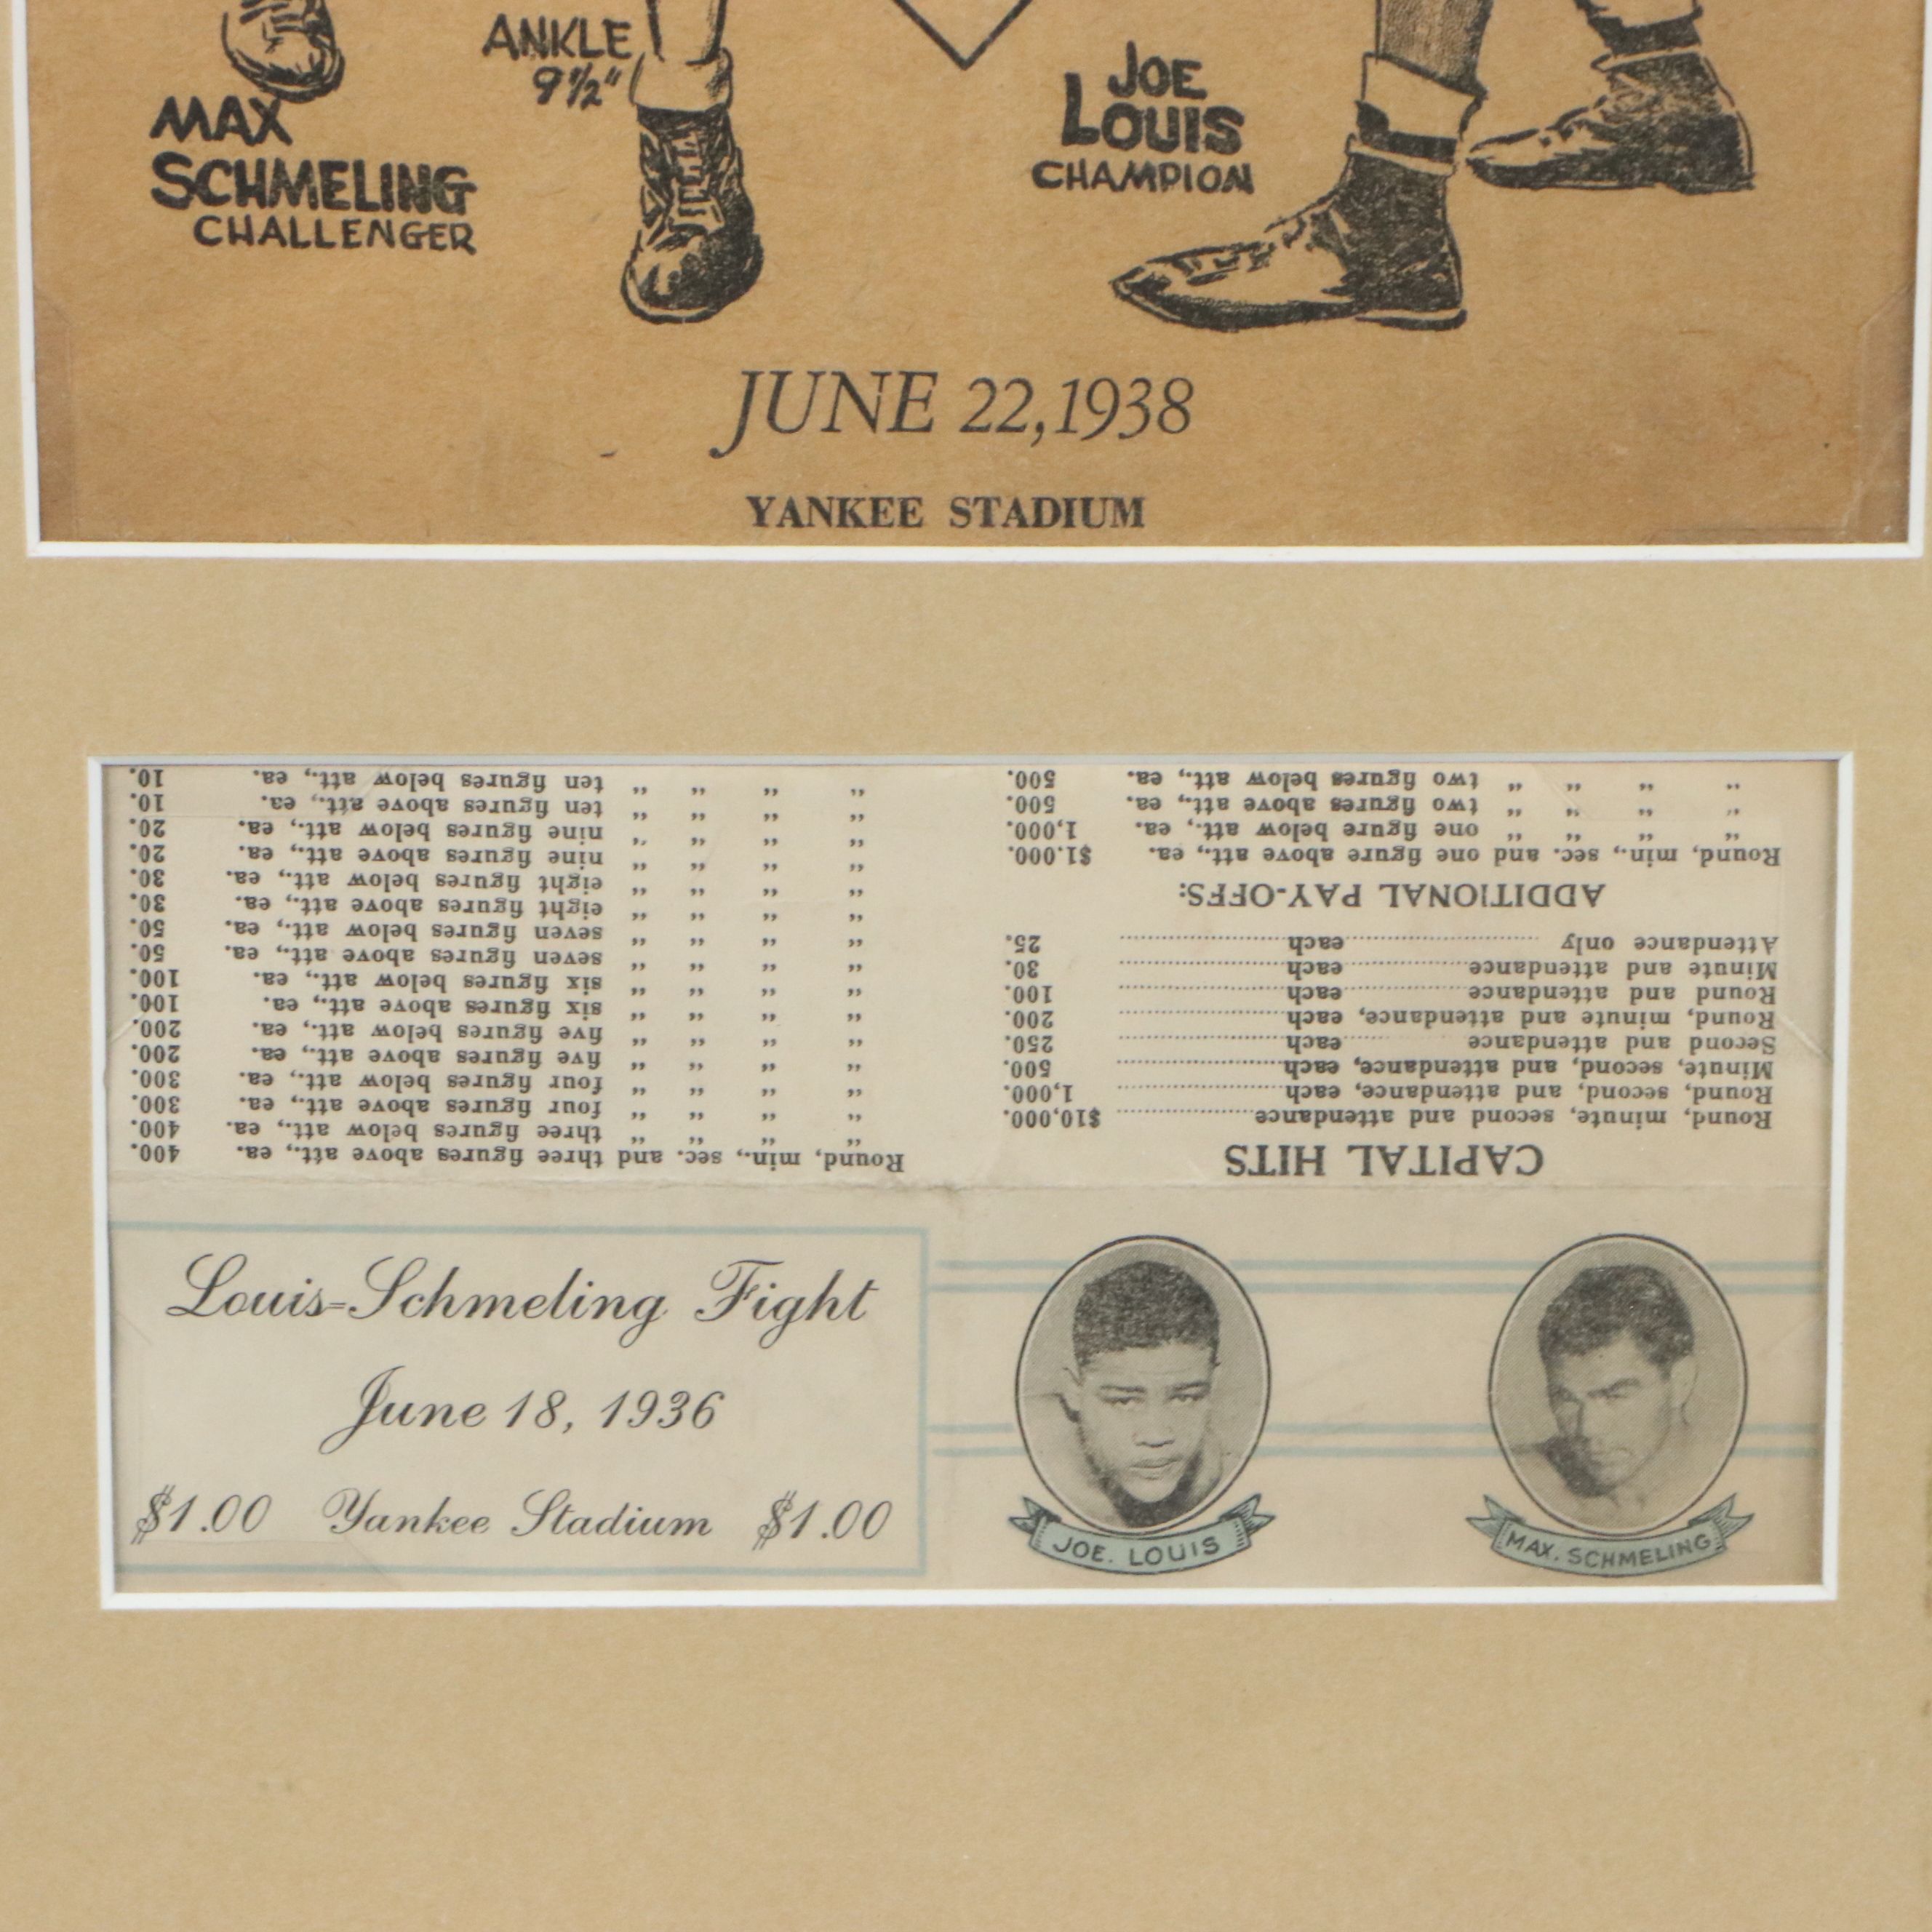 ANKLE
9½"
MAX
SCHMELING
CHALLENGER
JOE
LOUIS
CHAMPION
JUNE 22,1938
YANKEE STADIUM
CAPITAL HITS
Round, minute, second and attendance $10,000.
Round, second, and attendance, each 1,000.
Minute, second, and attendance, each 500.
Second and attendance each 250.
Round, minute and attendance, each 200.
Round and attendance each 100.
Minute and attendance each 30.
Attendance only each 25.
ADDITIONAL PAY-OFFS:
Round, min., sec. and one figure above att., ea. $1.000.
" " " " one figure below att., ea. 1,000.
" " " " two figures above att., ea. 500.
" " " " two figures below att., ea. 500.
Round, min., sec. and three figures above att., ea. 400.
" " " " three figures below att., ea. 400.
" " " " four figures above att., ea. 300.
" " " " four figures below att., ea. 300.
" " " " five figures above att., ea. 200.
" " " " five figures below att., ea. 200.
" " " " six figures above att., ea. 100.
" " " " six figures below att., ea. 100.
" " " " seven figures above att., ea. 50.
" " " " seven figures below att., ea. 50.
" " " " eight figures above att., ea. 30.
" " " " eight figures below att., ea. 30.
" " " " nine figures above att., ea. 20.
" " " " nine figures below att., ea. 20.
" " " " ten figures above att., ea. 10.
" " " " ten figures below att., ea. 10.
Louis-Schmeling Fight
June 18, 1936
$1.00 Yankee Stadium $1.00
JOE. LOUIS
MAX. SCHMELING